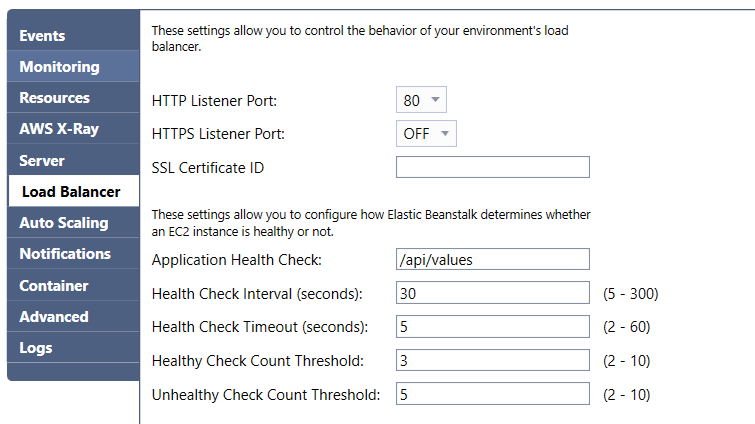 Events
Monitoring
Resources
AWS X-Ray
Server
Load Balancer
Auto Scaling
Notifications
Container
Advanced
Logs
These settings allow you to control the behavior of your environment's load
balancer.
HTTP Listener Port: 80
HTTPS Listener Port: OFF
SSL Certificate ID
These settings allow you to configure how Elastic Beanstalk determines whether
an EC2 instance is healthy or not.
Application Health Check: /api/values
Health Check Interval (seconds): 30 (5 - 300)
Health Check Timeout (seconds): 5 (2 - 60)
Healthy Check Count Threshold: 3 (2 - 10)
Unhealthy Check Count Threshold: 5 (2 - 10)